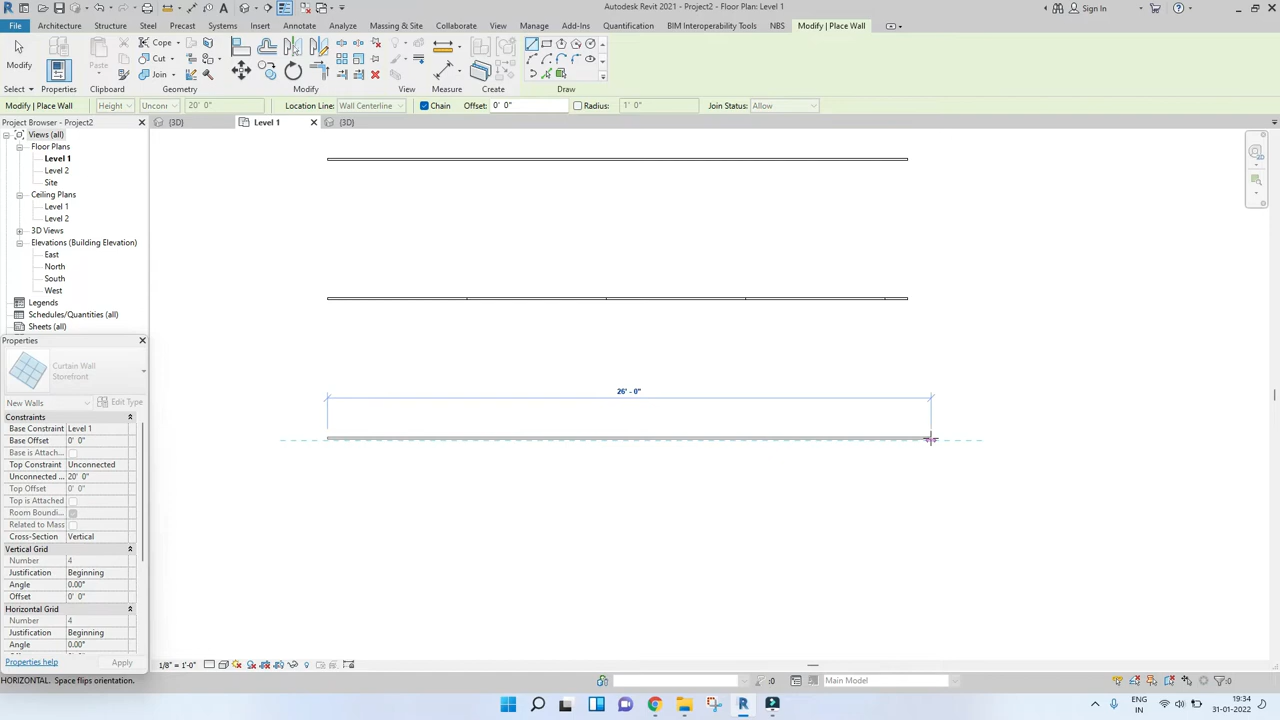 Autodesk Revit 2021 - Project2 - Floor Plan: Level 1
Sign In
File Architecture Structure Steel Precast Systems Insert Annotate Analyze Massing & Site Collaborate View Manage Add-Ins Quantification BIM Interoperability Tools NBS Modify | Place Wall
Modify
Paste
Cope
Cut
Join
Select Properties Clipboard Geometry Modify View Measure Create Draw
Modify | Place Wall Height Unconr 20' 0" Location Line: Wall Centerline Chain Offset: 0' 0" Radius: 1' 0" Join Status: Allow
Project Browser - Project2
{3D} Level 1 {3D}
Views (all)
Floor Plans
Level 1
Level 2
Site
Ceiling Plans
Level 1
Level 2
3D Views
Elevations (Building Elevation)
East
North
South
West
Legends
Schedules/Quantities (all)
Sheets (all)
26' - 0"
Properties
Curtain Wall
Storefront
New Walls Edit Type
Constraints
Base Constraint Level 1
Base Offset 0' 0"
Base is Attach...
Top Constraint Unconnected
Unconnected ... 20' 0"
Top Offset 0' 0"
Top is Attached
Room Boundi...
Related to Mass
Cross-Section Vertical
Vertical Grid
Number 4
Justification Beginning
Angle 0.00°
Offset 0' 0"
Horizontal Grid
Number 4
Justification Beginning
Angle 0.00°
Properties help Apply
1/8" = 1'-0"
HORIZONTAL. Space flips orientation.
:0 Main Model :0
ENG
IN
19:34
31-01-2022